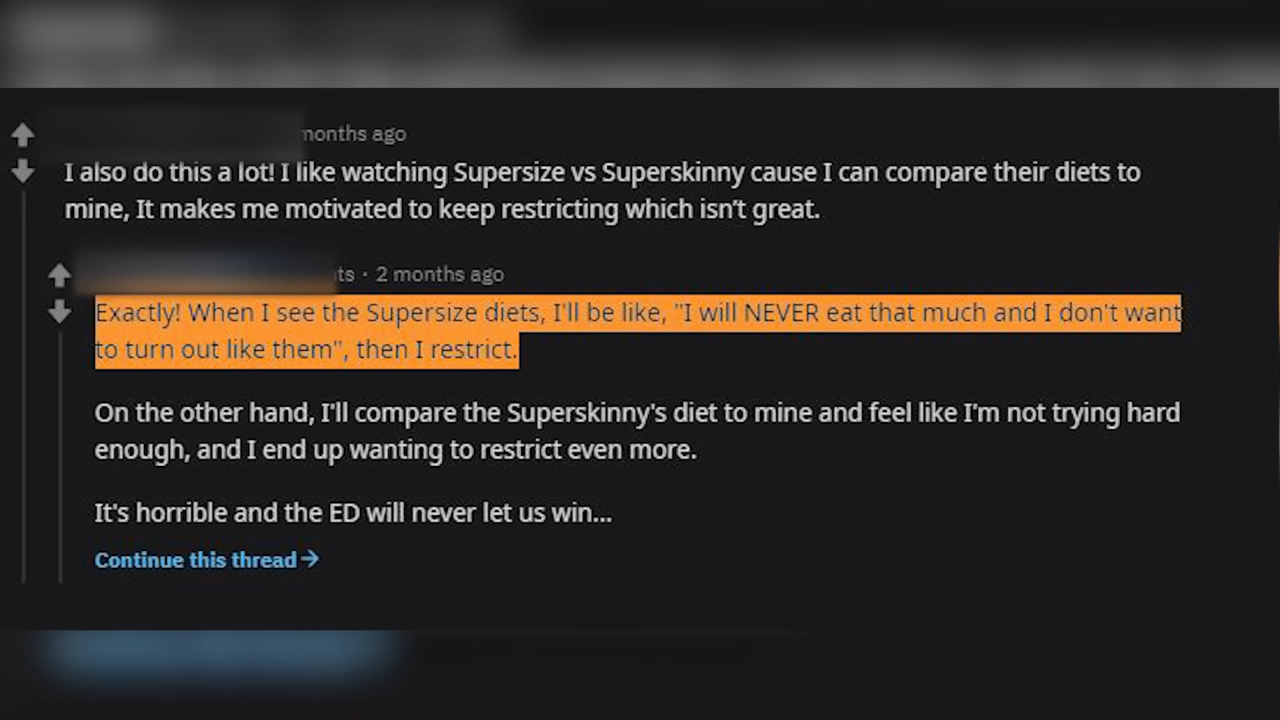 months ago
I also do this a lot! I like watching Supersize vs Superskinny cause I can compare their diets to
mine, It makes me motivated to keep restricting which isn't great.
ts · 2 months ago
Exactly! When I see the Supersize diets, I'll be like, "I will NEVER eat that much and I don't want
to turn out like them", then I restrict.
On the other hand, I'll compare the Superskinny's diet to mine and feel like I'm not trying hard
enough, and I end up wanting to restrict even more.
It's horrible and the ED will never let us win...
Continue this thread→